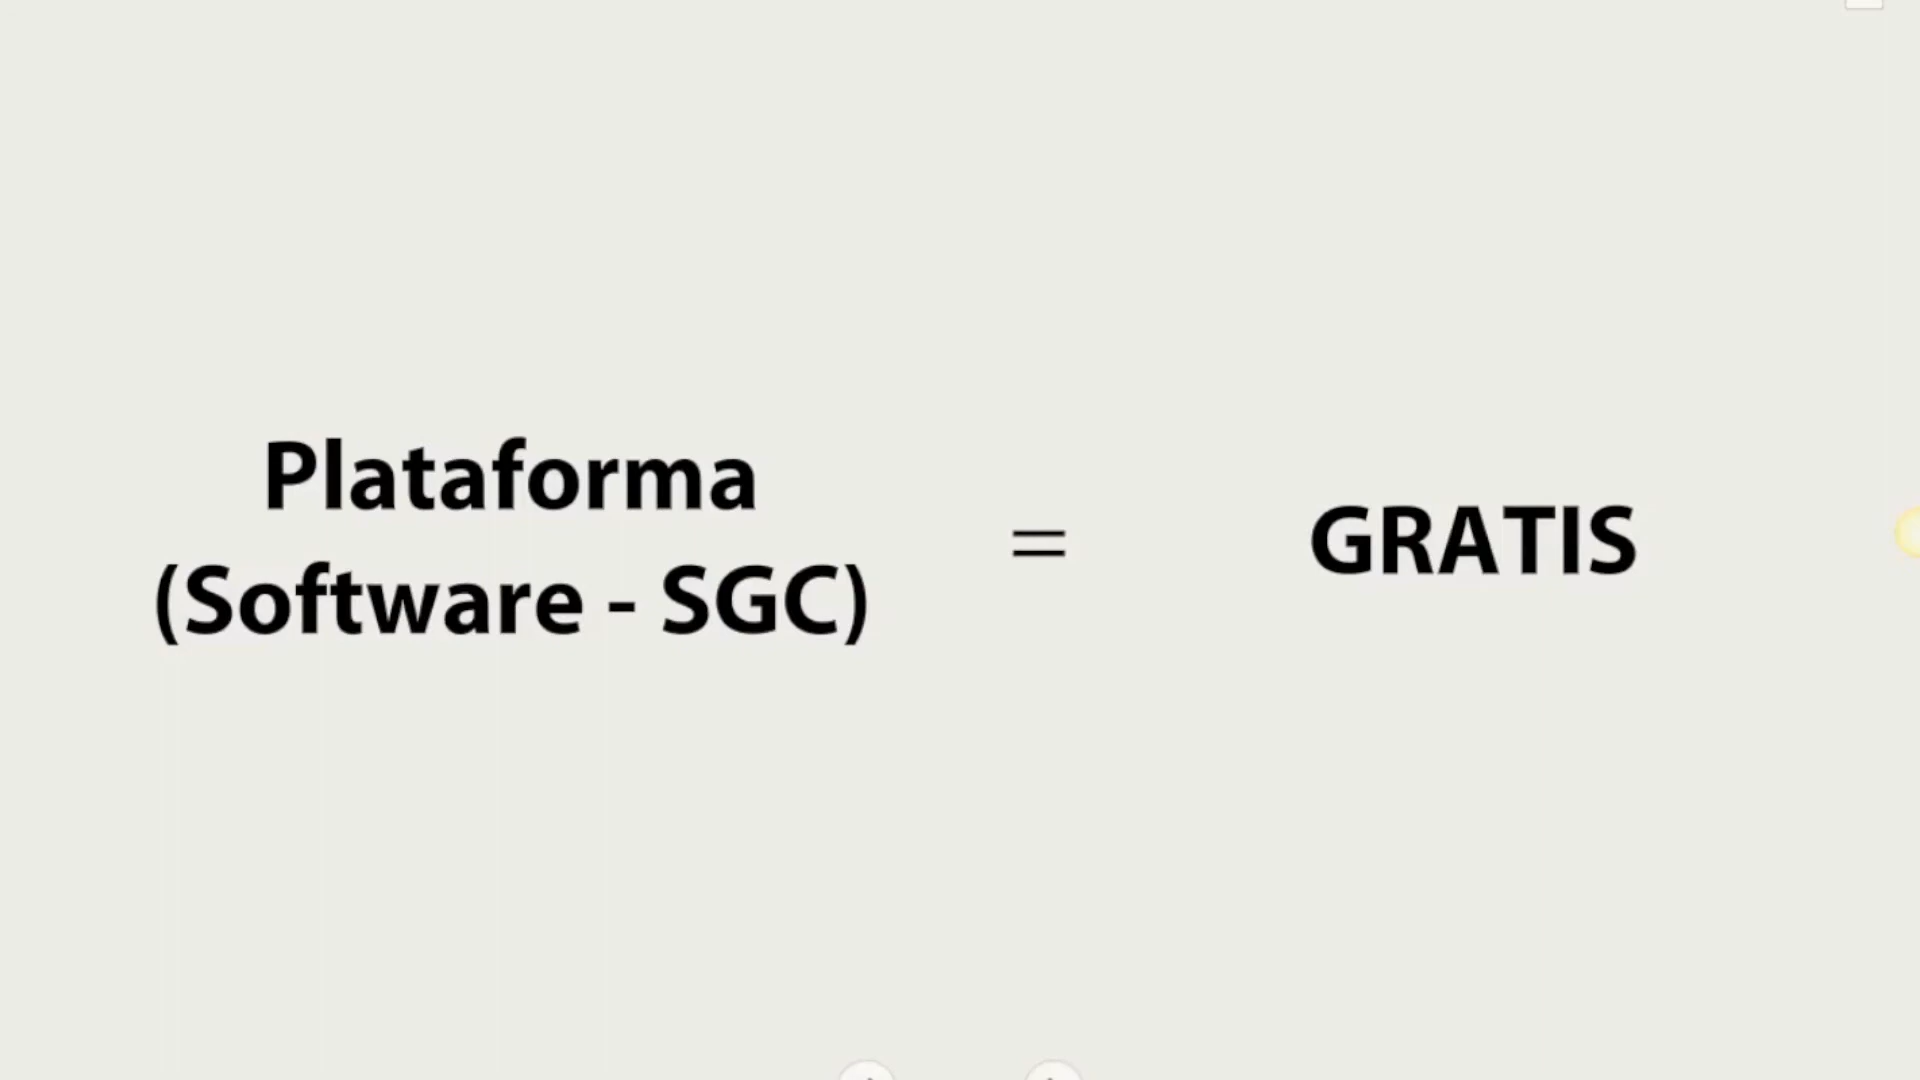 Plataforma
(Software - SGC)
=
GRATIS